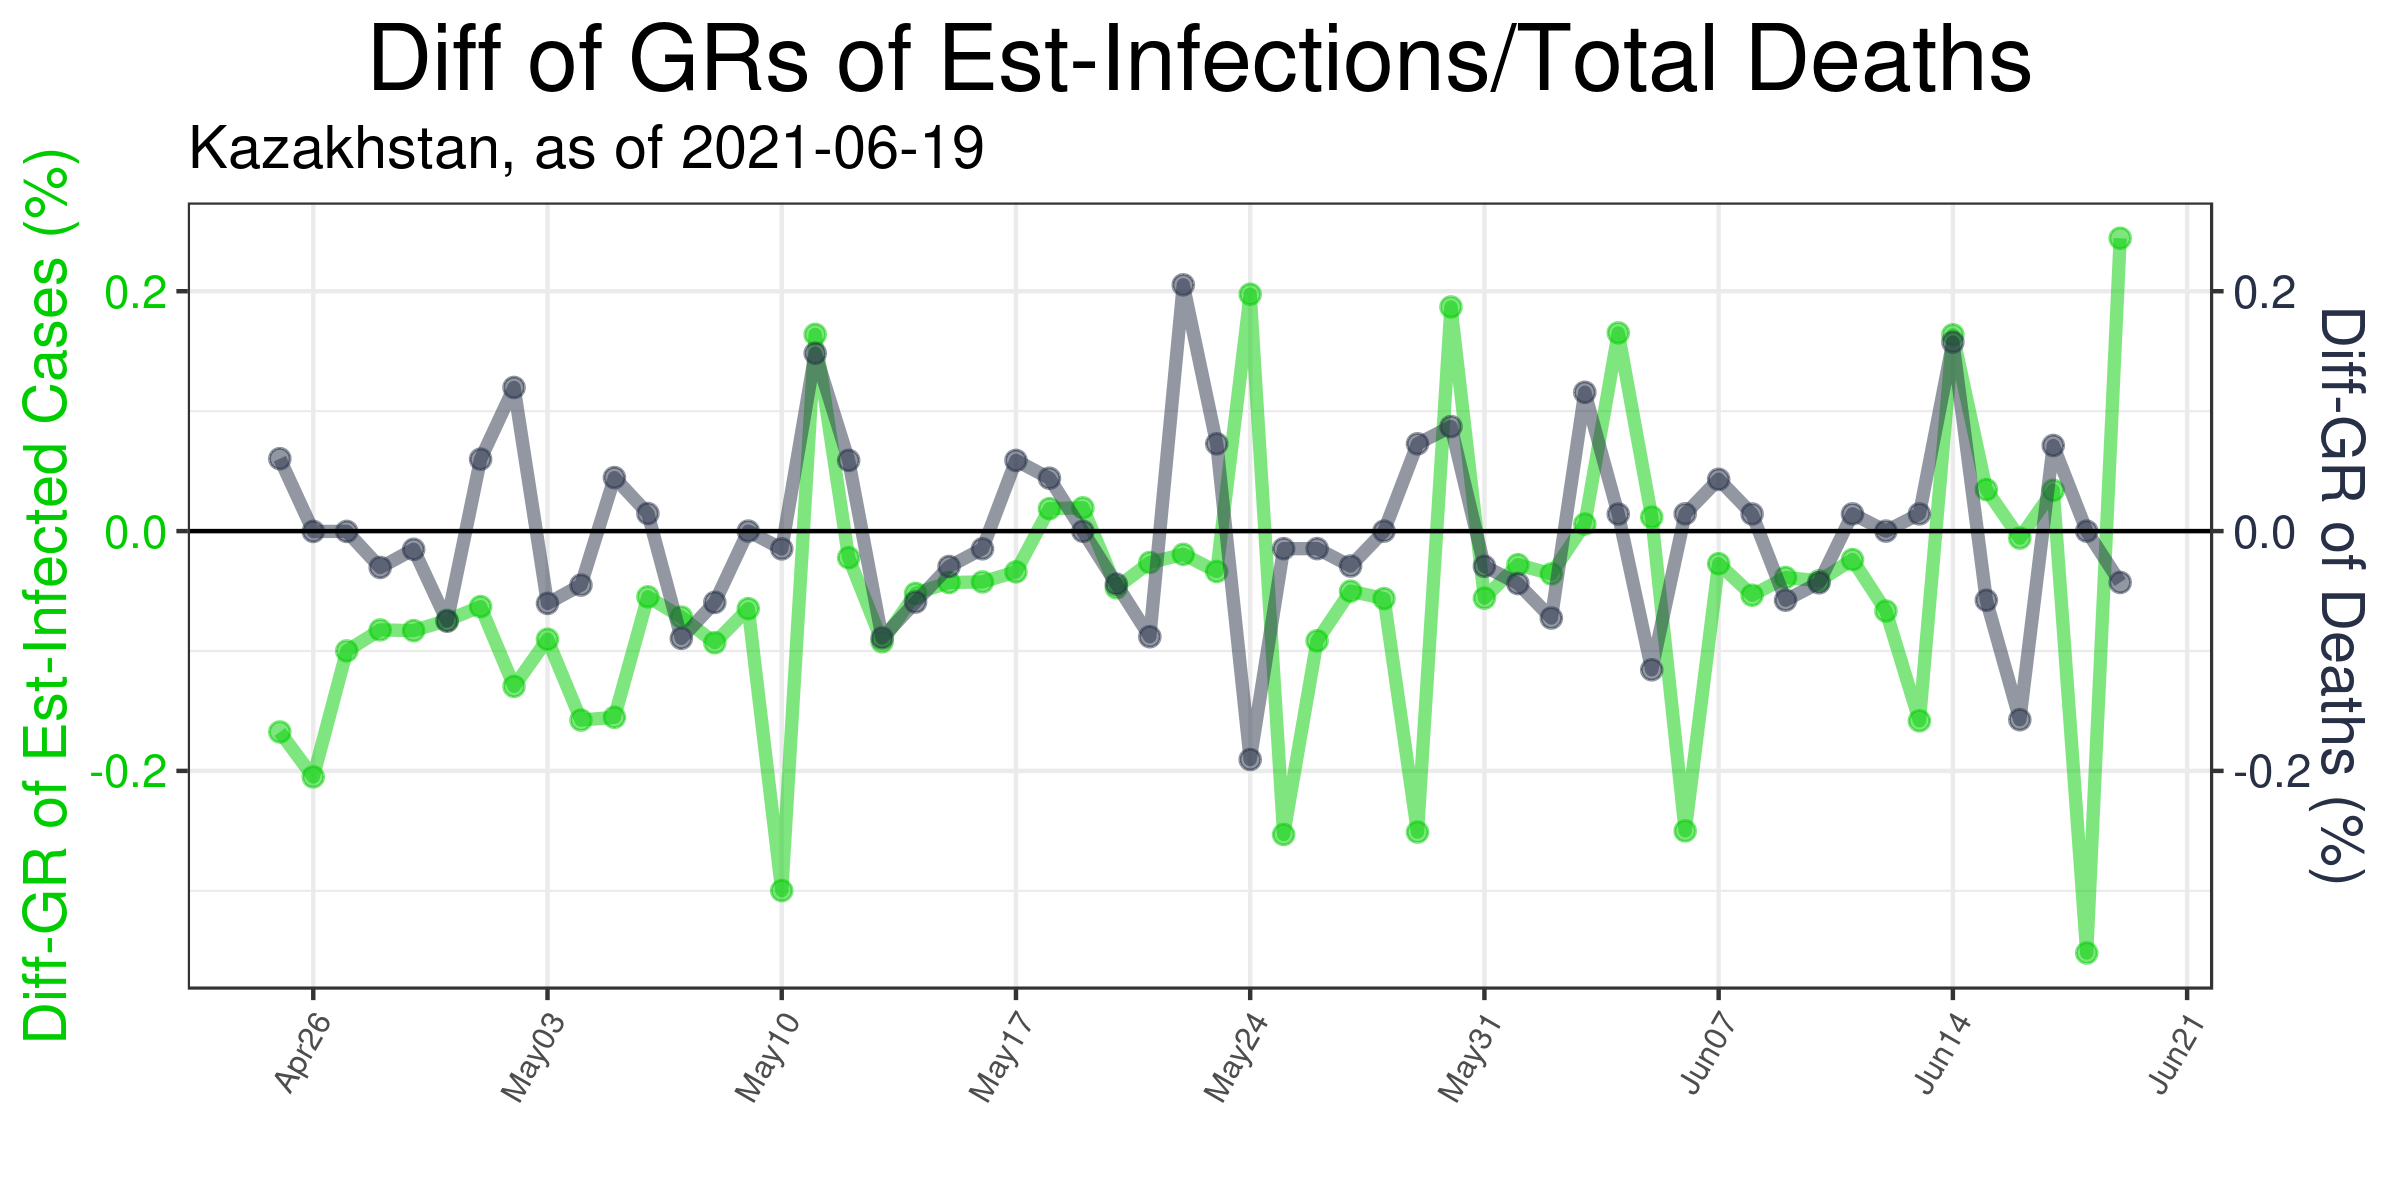 Diff of GRs of Est-Infections/Total Deaths
Kazakhstan, as of 2021-06-19
Diff-GR of Est-Infected Cases (%)
0.2
0.0
-0.2
0.2
0.0
-0.2
Diff-GR of Deaths (%)
Apr26
May03
May10
May17
May24
May31
Jun07
Jun14
Jun21